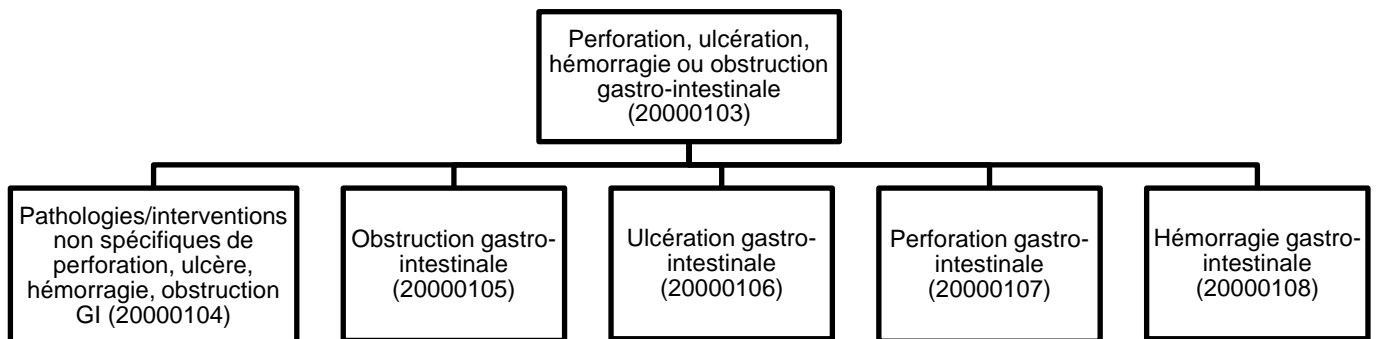 Perforation, ulcération,
hémorragie ou obstruction
gastro-intestinale
(20000103)
Pathologies/interventions
non spécifiques de
perforation, ulcère,
hémorragie, obstruction
GI (20000104)
Obstruction gastro-
intestinale
(20000105)
Ulcération gastro-
intestinale
(20000106)
Perforation gastro-
intestinale
(20000107)
Hémorragie gastro-
intestinale
(20000108)